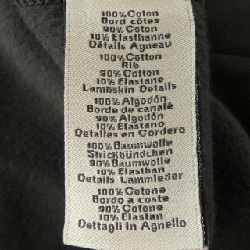 100% Coton
Bord côtes
90% Coton
10% Elasthanne
Détails Agneau
100% Cotton
Rib
90% Cotton
10% Elastane
Lambskin Details
100% Algodón
Borde de canalé
90% Algodón
10% Elastano
Detalles en Cordero
100% Baumwolle
Strickbündchen
90% Baumwolle
10% Elasthan
Details Lammleder
100% Cotone
Bordo a coste
90% Cotone
10% Elastan
Dettagli in Agnello